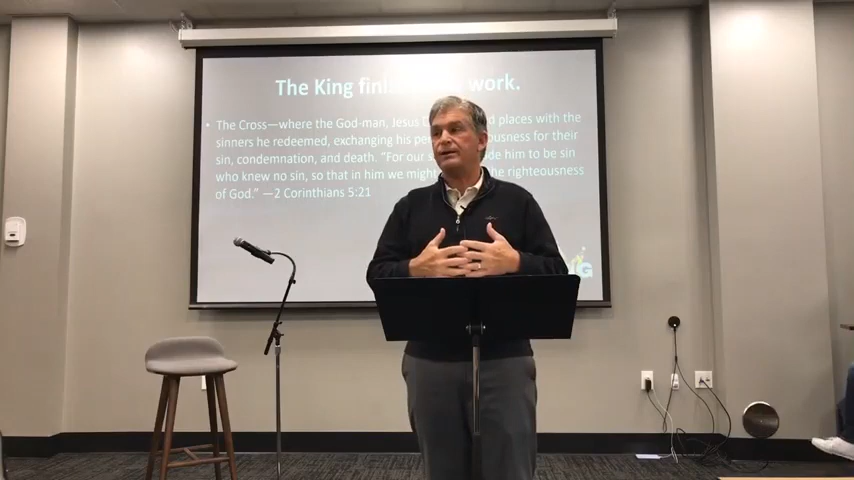 The King fini work.
• The Cross—where the God-man, Jesus places with the
sinners he redeemed, exchanging his for their
sin, condemnation, and death. "For our him to be sin
who knew no sin, so that in him we might the righteousness
of God." —2 Corinthians 5:21
G